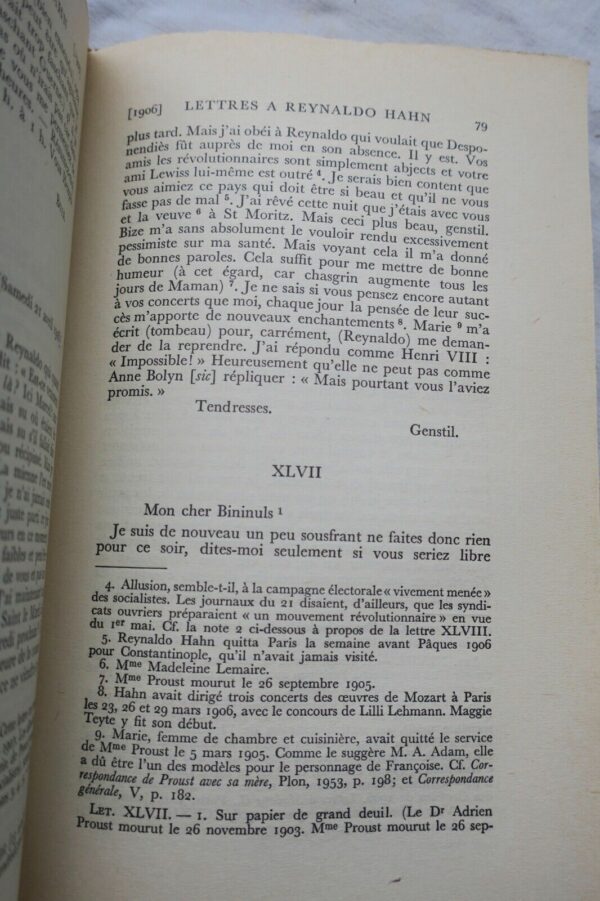 [1906] LETTRES A REYNALDO HAHN 79
plus tard. Mais j'ai obéi à Reynaldo qui voulait que Despo-
nendiès fût auprès de moi en son absence. Il y est. Vos
amis les révolutionnaires sont simplement abjects et votre
ami Lewiss lui-même est outré ⁴. Je serais bien content que
vous aimiez ce pays qui doit être si beau et qu'il ne vous
fasse pas de mal ⁵. J'ai rêvé cette nuit que j'étais avec vous
et la veuve ⁶ à St Moritz. Mais ceci plus beau, genstil.
Bize m'a sans absolument le vouloir rendu excessivement
pessimiste sur ma santé. Mais voyant cela il m'a donné
de bonnes paroles. Cela suffit pour me mettre de bonne
humeur (à cet égard, car chasgrin augmente tous les
jours de Maman) ⁷. Je ne sais si vous pensez encore autant
à vos concerts que moi, chaque jour la pensée de leur suc-
cès m'apporte de nouveaux enchantements ⁸. Marie ⁹ m'a
écrit (tombeau) pour, carrément, (Reynaldo) me deman-
der de la reprendre. J'ai répondu comme Henri VIII :
« Impossible! » Heureusement qu'elle ne peut pas comme
Anne Bolyn [sic] répliquer : « Mais pourtant vous l'aviez
promis. »
Tendresses.
Genstil.
XLVII
Mon cher Bininuls ¹
Je suis de nouveau un peu sousfrant ne faites donc rien
pour ce soir, dites-moi seulement si vous seriez libre
4. Allusion, semble-t-il, à la campagne électorale « vivement menée »
des socialistes. Les journaux du 21 disaient, d'ailleurs, que les syndi-
cats ouvriers préparaient « un mouvement révolutionnaire » en vue
du 1er mai. Cf. la note 2 ci-dessous à propos de la lettre XLVIII.
5. Reynaldo Hahn quitta Paris la semaine avant Pâques 1906
pour Constantinople, qu'il n'avait jamais visité.
6. Mme Madeleine Lemaire.
7. Mme Proust mourut le 26 septembre 1905.
8. Hahn avait dirigé trois concerts des œuvres de Mozart à Paris
les 23, 26 et 29 mars 1906, avec le concours de Lilli Lehmann. Maggie
Teyte y fit son début.
9. Marie, femme de chambre et cuisinière, avait quitté le service
de Mme Proust le 5 mars 1905. Comme le suggère M. A. Adam, elle
a dû être l'un des modèles pour le personnage de Françoise. Cf. Cor-
respondance de Proust avec sa mère, Plon, 1953, p. 198; et Correspondance
générale, V, p. 182.
LET. XLVII. — 1. Sur papier de grand deuil. (Le Dr Adrien
Proust mourut le 26 novembre 1903. Mme Proust mourut le 26 sep-